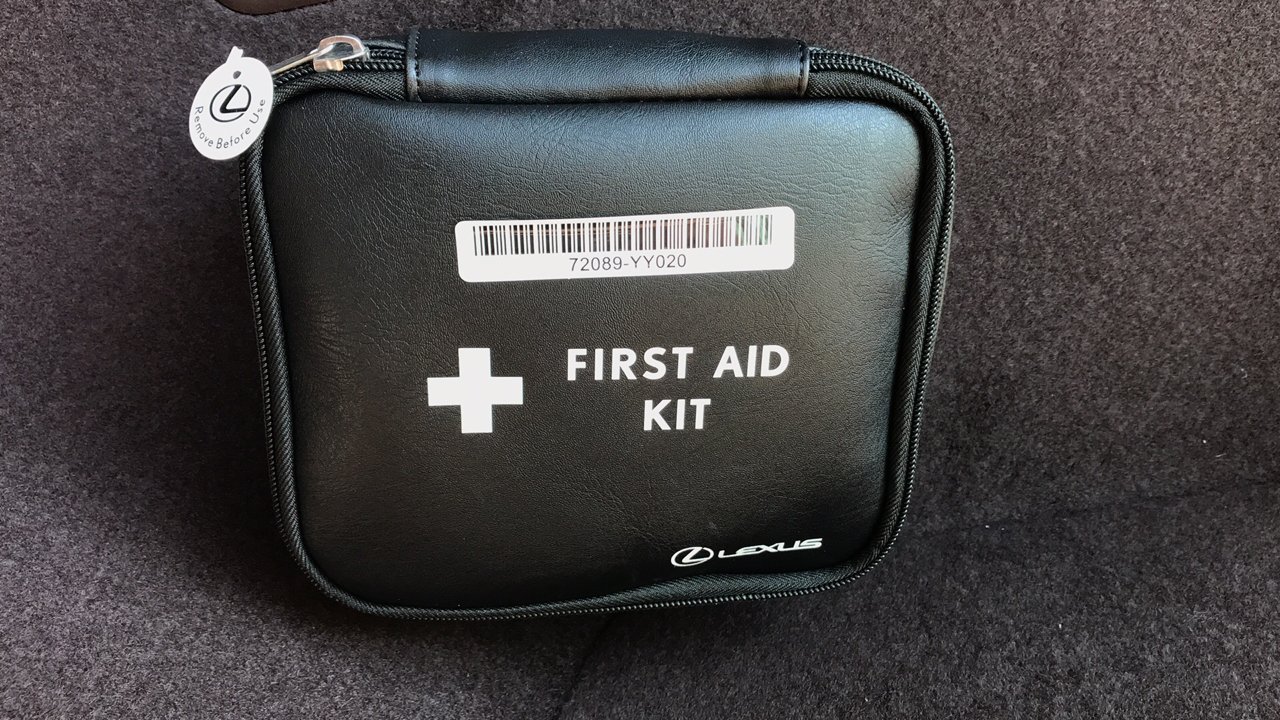 Remove Before Use
72089-YY020
FIRST AID
KIT
LEXUS